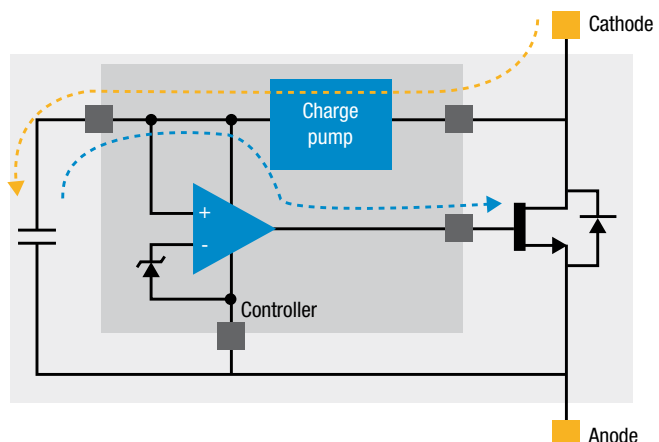 Cathode
Charge
pump
+
-
Controller
Anode